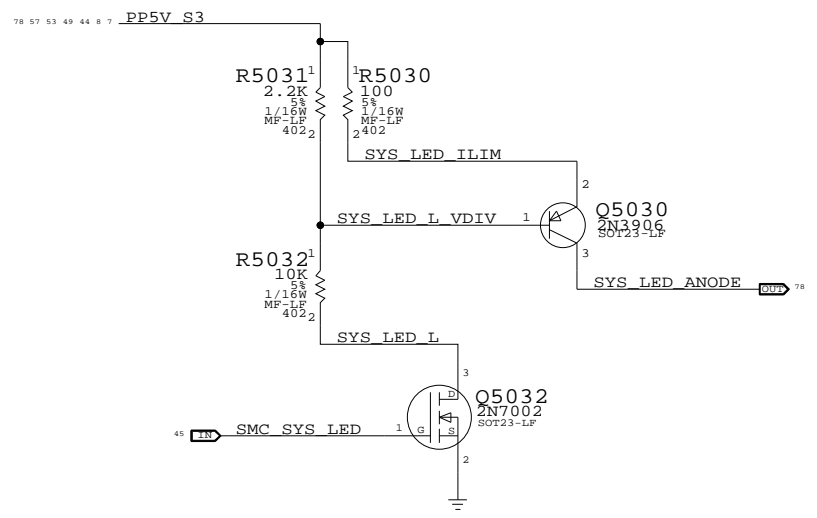 78 57 53 49 44 8 7 PP5V_S3
1
R5031
2.2K
5%
1/16W
MF-LF
402
2
1
R5030
100
5%
1/16W
MF-LF
402
2
SYS_LED_ILIM
2
SYS_LED_L_VDIV
1
Q5030
2N3906
SOT23-LF
3
1
R5032
10K
5%
1/16W
MF-LF
402
2
SYS_LED_ANODE
OUT 78
SYS_LED_L
3
D
Q5032
2N7002
SOT23-LF
45 IN SMC_SYS_LED
1
G
S
2